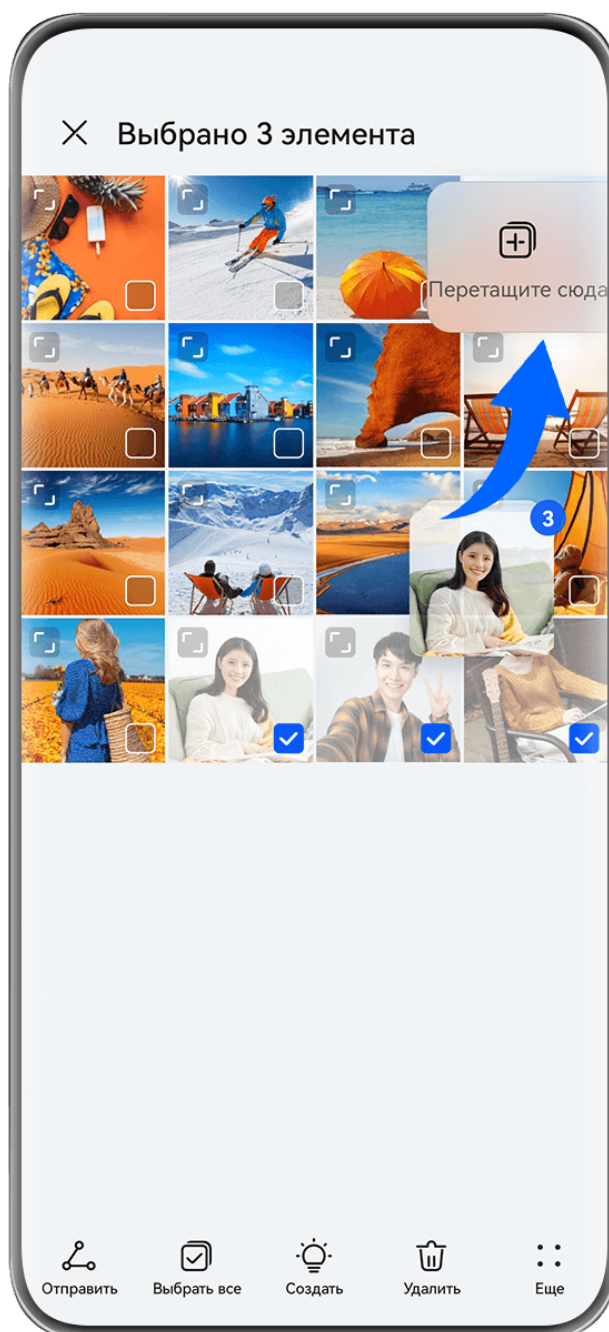 Выбрано 3 элемента
Перетащите сюда
3
Отправить
Выбрать все
Создать
Удалить
Еще